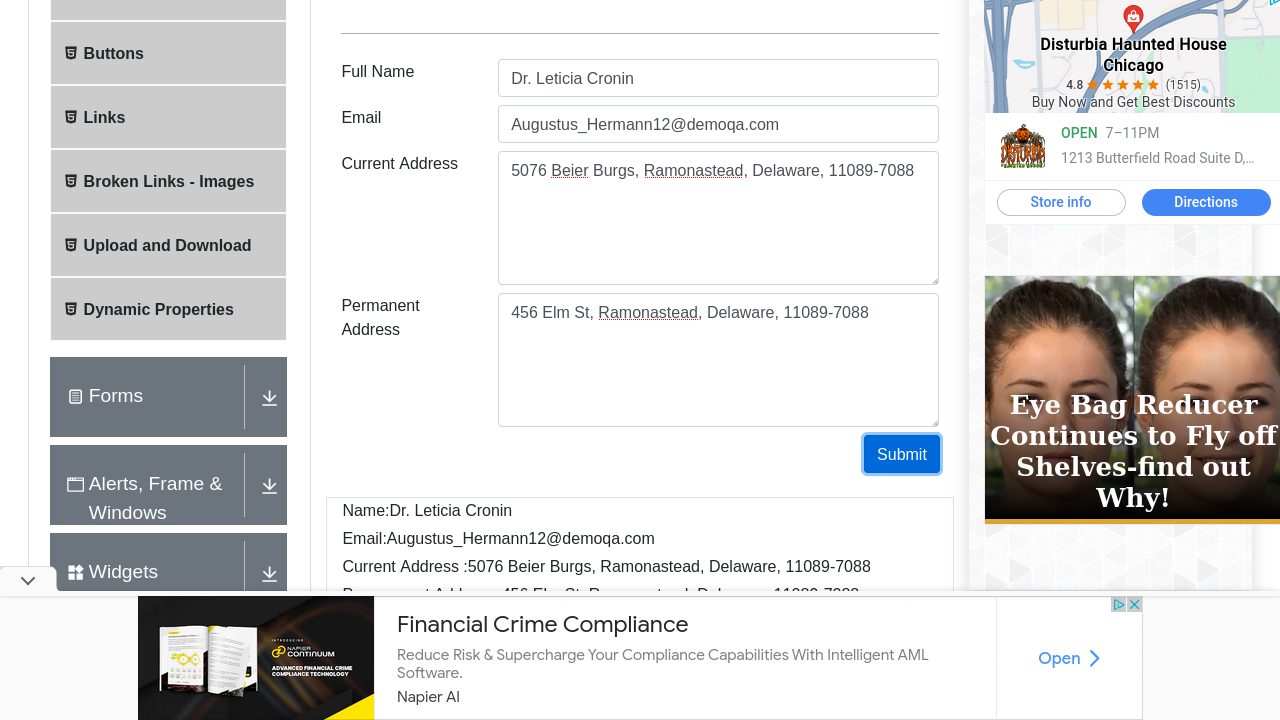 Buttons
Links
Broken Links - Images
Upload and Download
Dynamic Properties
Forms
Alerts, Frame &
Windows
Widgets
Full Name
Dr. Leticia Cronin
Email
Augustus_Hermann12@demoqa.com
Current Address
5076 Beier Burgs, Ramonastead, Delaware, 11089-7088
Permanent
Address
456 Elm St, Ramonastead, Delaware, 11089-7088
Submit
Name:Dr. Leticia Cronin
Email:Augustus_Hermann12@demoqa.com
Current Address :5076 Beier Burgs, Ramonastead, Delaware, 11089-7088
Disturbia Haunted House
Chicago
4.8 (1515)
Buy Now and Get Best Discounts
DISTURBIA
OPEN 7–11PM
1213 Butterfield Road Suite D,...
Store info
Directions
Eye Bag Reducer
Continues to Fly off
Shelves-find out
Why!
INTRODUCING
NAPIER
CONTINUUM
ADVANCED FINANCIAL CRIME
COMPLIANCE TECHNOLOGY
Financial Crime Compliance
Reduce Risk & Supercharge Your Compliance Capabilities With Intelligent AML
Software.
Napier AI
Open